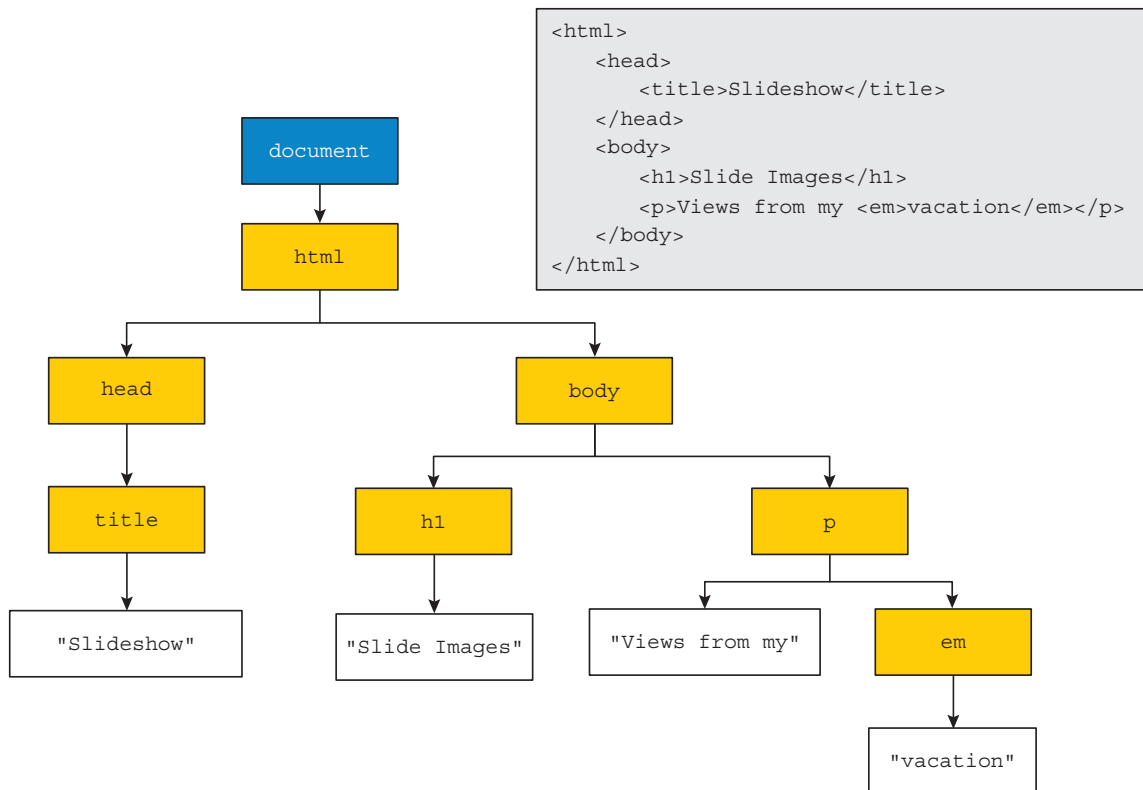 <html>
<head>
<title>Slideshow</title>
</head>
<body>
<h1>Slide Images</h1>
<p>Views from my <em>vacation</em></p>
</body>
</html>
document
html
head
body
title
h1
p
"Slideshow"
"Slide Images"
"Views from my"
em
"vacation"